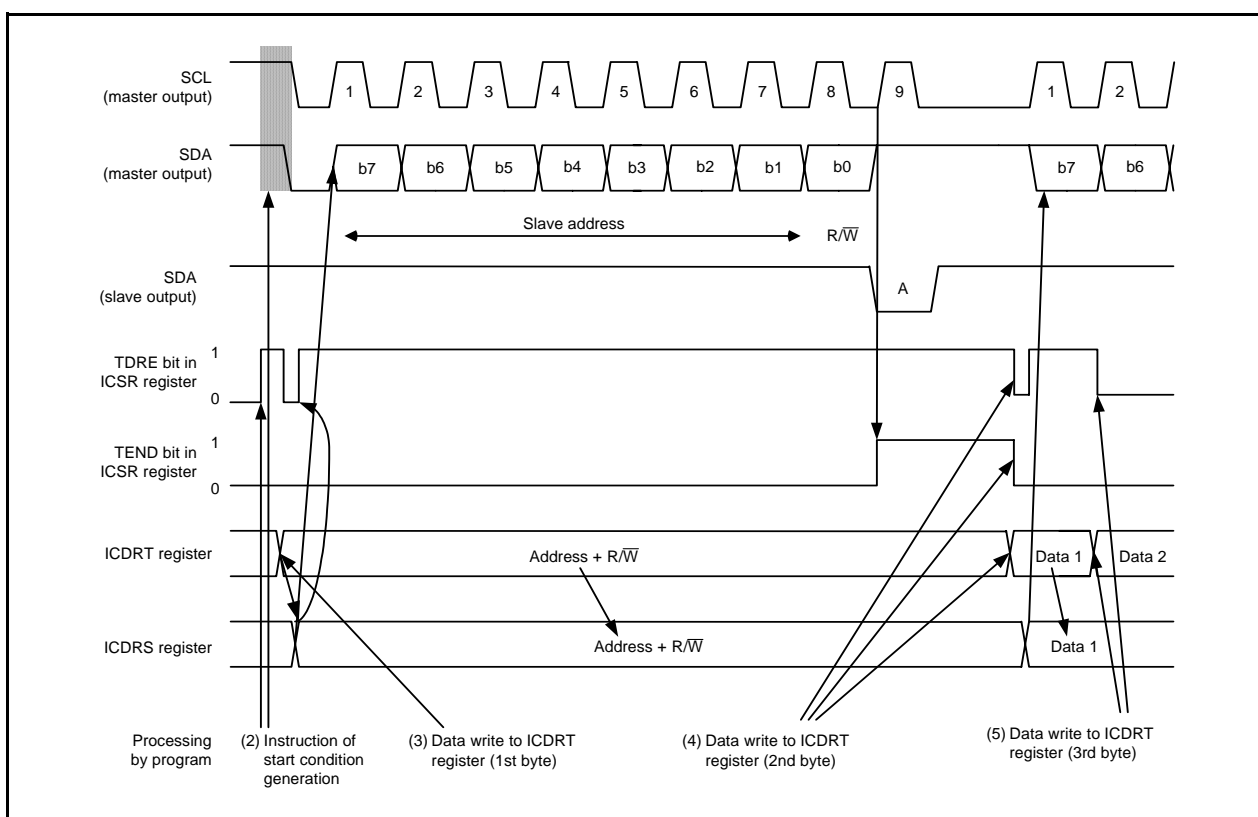 SCL
(master output)
1 2 3 4 5 6 7 8 9 1 2
SDA
(master output)
b7 b6 b5 b4 b3 b2 b1 b0 b7 b6
Slave address
R/W̅
SDA
(slave output)
A
TDRE bit in
ICSR register
1
0
TEND bit in
ICSR register
1
0
ICDRT register
Address + R/W̅
Data 1
Data 2
ICDRS register
Address + R/W̅
Data 1
Processing
by program
(2) Instruction of
start condition
generation
(3) Data write to ICDRT
register (1st byte)
(4) Data write to ICDRT
register (2nd byte)
(5) Data write to ICDRT
register (3rd byte)